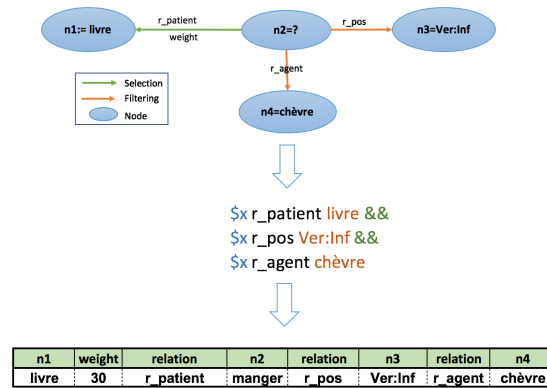 r_patient
r_pos
n1:= livre
n2=?
n3=Ver:Inf
weight
r_agent
Selection
Filtering
Node
n4=chèvre
$x r_patient livre &&
$x r_pos Ver:Inf &&
$x r_agent chèvre
n1 weight relation n2 relation n3 relation n4
livre 30 r_patient manger r_pos Ver:Inf r_agent chèvre